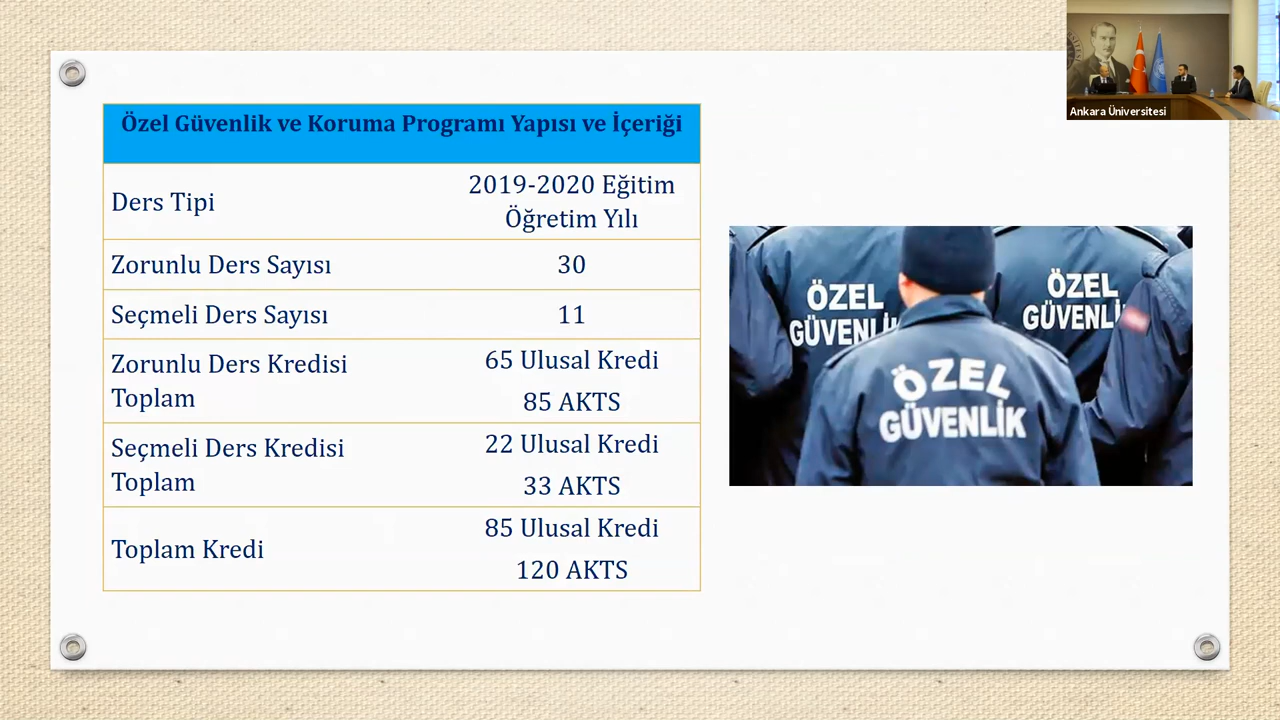 Özel Güvenlik ve Koruma Programı Yapısı ve İçeriği
Ders Tipi
2019-2020 Eğitim
Öğretim Yılı
Zorunlu Ders Sayısı
30
Seçmeli Ders Sayısı
11
Zorunlu Ders Kredisi
Toplam
65 Ulusal Kredi
85 AKTS
Seçmeli Ders Kredisi
Toplam
22 Ulusal Kredi
33 AKTS
Toplam Kredi
85 Ulusal Kredi
120 AKTS
Ankara Üniversitesi
ÖZEL
ÖZEL
GÜVENLİK
ÖZEL
GÜVENLİK